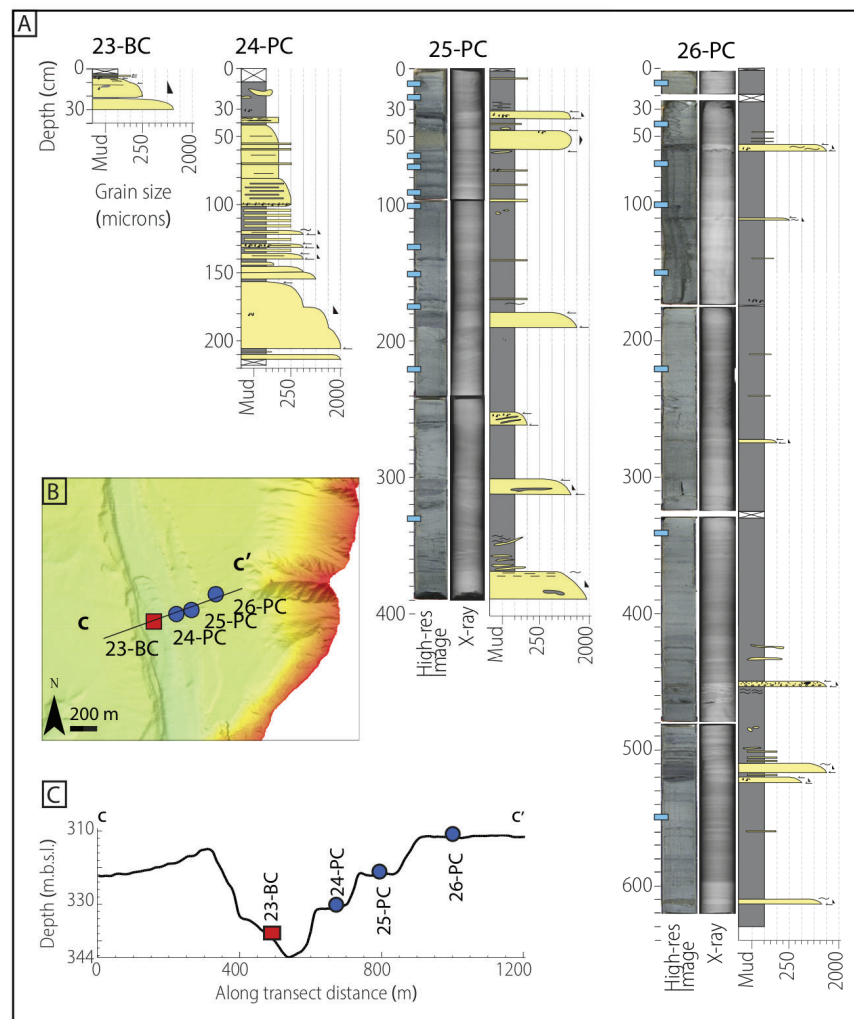 A
23-BC
24-PC
25-PC
26-PC
Depth (cm)
0
30
Mud
250
2000
Grain size
(microns)
0
50
100
150
200
Mud
250
2000
0
50
100
200
300
400
High-res
Image
X-ray
Mud
250
2000
0
50
100
200
300
400
500
600
High-res
Image
X-ray
Mud
250
2000
B
c'
c
26-PC
25-PC
24-PC
23-BC
N
200 m
C
c
c'
310
330
344
Depth (m.b.s.l.)
23-BC
24-PC
25-PC
26-PC
0
400
800
1200
Along transect distance (m)